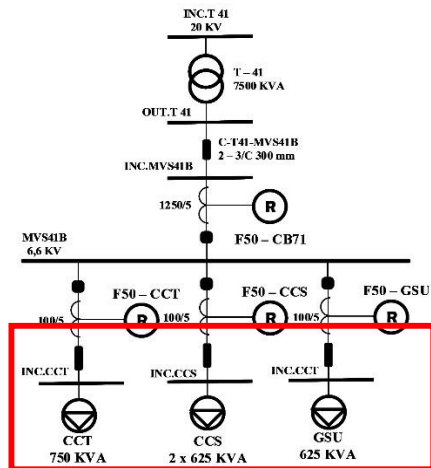 INC.T 41
20 KV
T – 41
7500 KVA
OUT.T 41
C-T41-MVS41B
2 – 3/C 300 mm
INC.MVS41B
1250/5
R
F50 – CB71
MVS41B
6,6 KV
F50 – CCT
F50 – CCS
F50 – GSU
100/5
R
100/5
R
100/5
R
INC.CCT
INC.CCS
INC.CCT
CCT
750 KVA
CCS
2 x 625 KVA
GSU
625 KVA